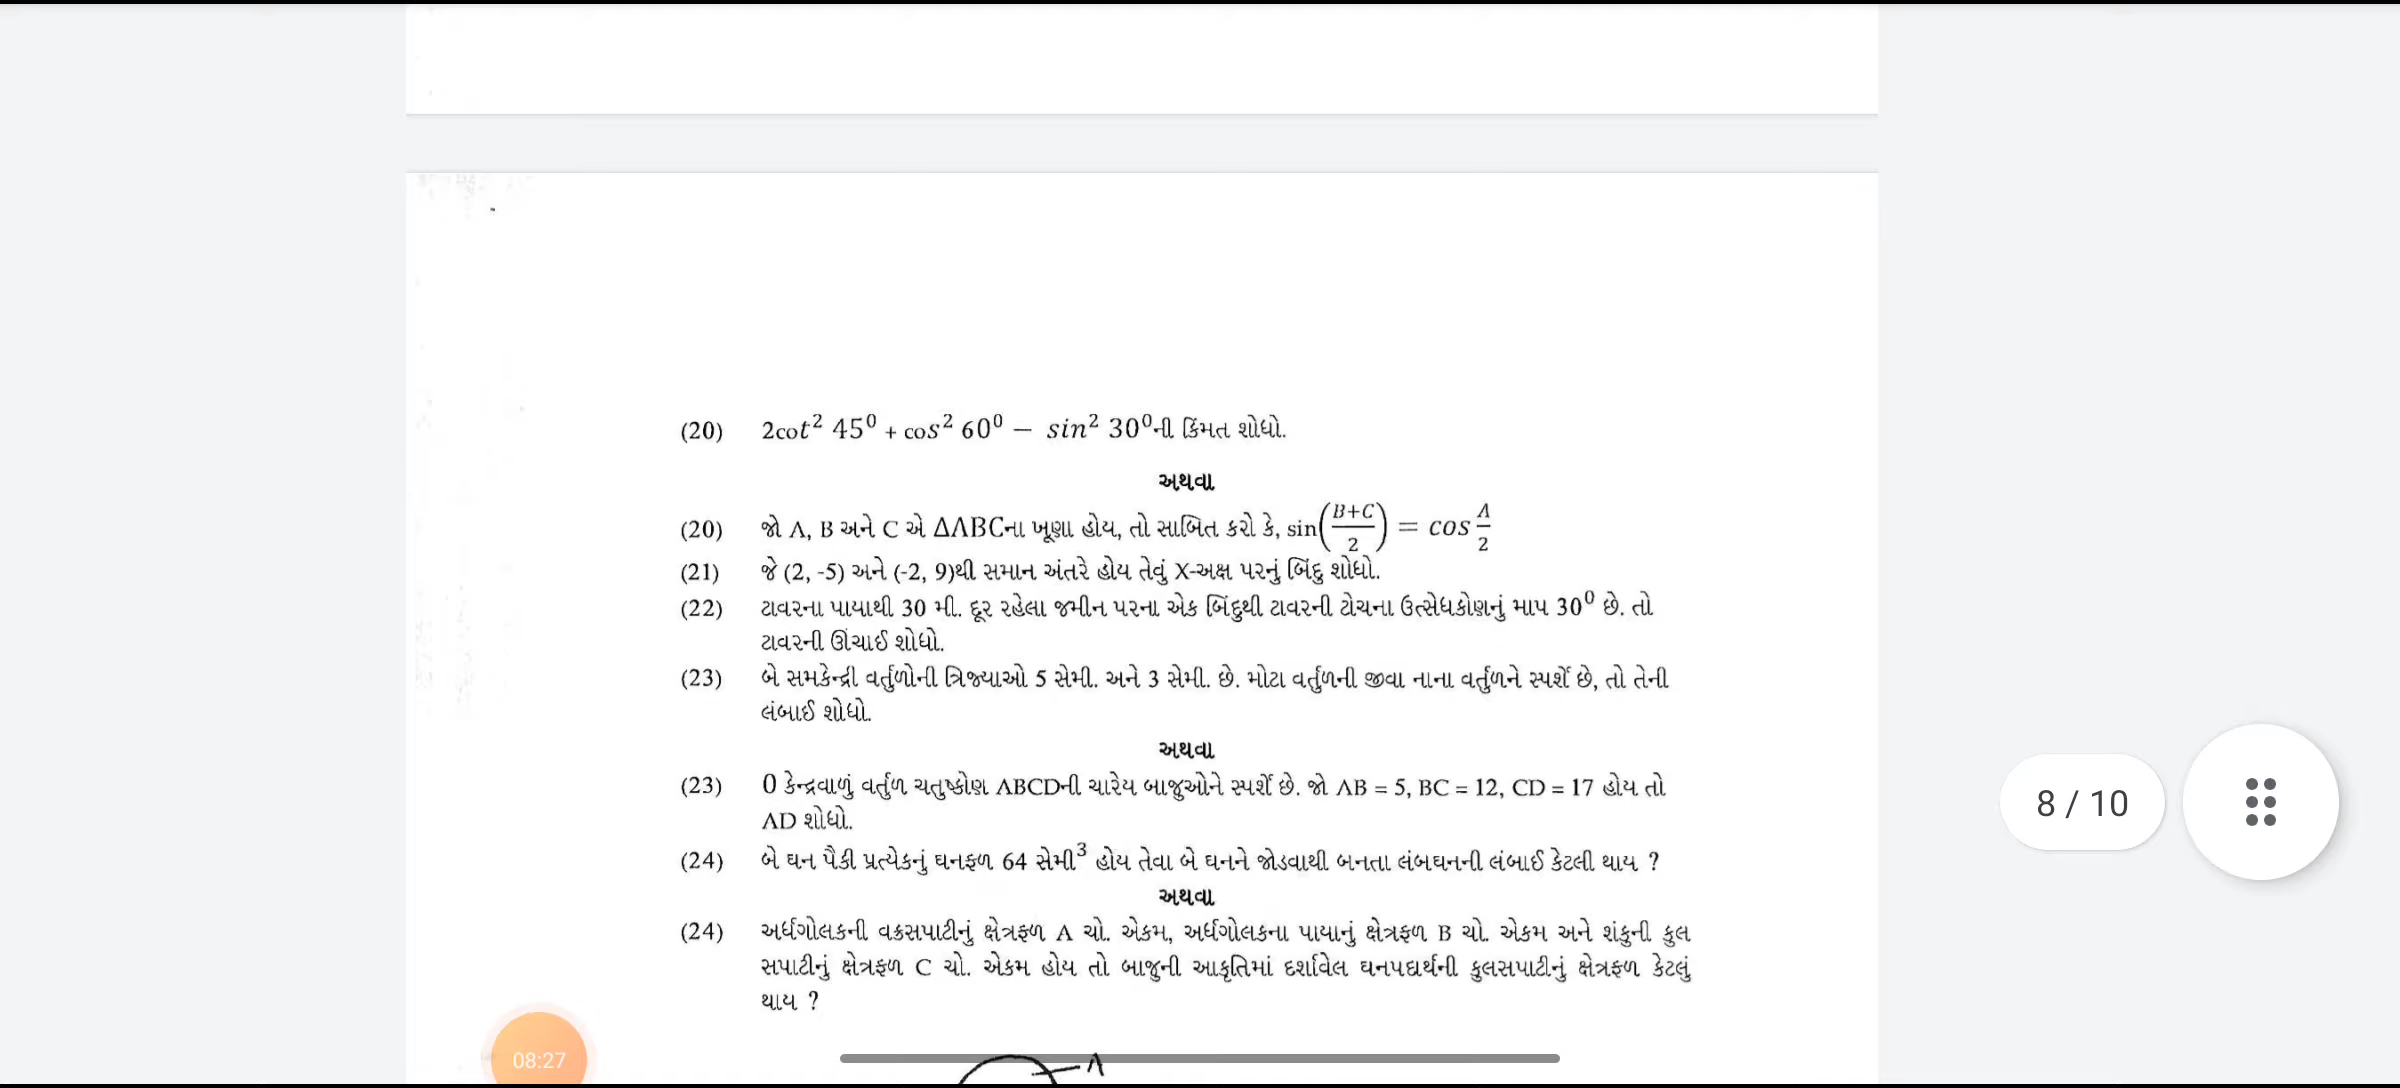 (20) 2cot² 45⁰ + cos² 60⁰ − sin² 30⁰ની કિંમત શોધો.
અથવા
(20) જો A, B અને C એ ΔABCના ખૂણા હોય, તો સાબિત કરો કે, sin((B+C)/2) = cos A/2
(21) જે (2, -5) અને (-2, 9)થી સમાન અંતરે હોય તેવું X-અક્ષ પરનું બિંદુ શોધો.
(22) ટાવરના પાયાથી 30 મી. દૂર રહેલા જમીન પરના એક બિંદુથી ટાવરની ટોચના ઉત્સેધકોણનું માપ 30⁰ છે. તો
ટાવરની ઊંચાઈ શોધો.
(23) બે સમકેન્દ્રી વર્તુળોની ત્રિજ્યાઓ 5 સેમી. અને 3 સેમી. છે. મોટા વર્તુળની જીવા નાના વર્તુળને સ્પર્શે છે, તો તેની
લંબાઈ શોધો.
અથવા
(23) 0 કેન્દ્રવાળું વર્તુળ ચતુષ્કોણ ABCDની ચારેય બાજુઓને સ્પર્શે છે. જો AB = 5, BC = 12, CD = 17 હોય તો
AD શોધો.
(24) બે ઘન પૈકી પ્રત્યેકનું ઘનફળ 64 સેમી³ હોય તેવા બે ઘનને જોડવાથી બનતા લંબઘનની લંબાઈ કેટલી થાય ?
અથવા
(24) અર્ધગોલકની વક્રસપાટીનું ક્ષેત્રફળ A ચો. એકમ, અર્ધગોલકના પાયાનું ક્ષેત્રફળ B ચો. એકમ અને શંકુની કુલ
સપાટીનું ક્ષેત્રફળ C ચો. એકમ હોય તો બાજુની આકૃતિમાં દર્શાવેલ ઘનપદાર્થની કુલસપાટીનું ક્ષેત્રફળ કેટલું
થાય ?
A
8 / 10
08:27